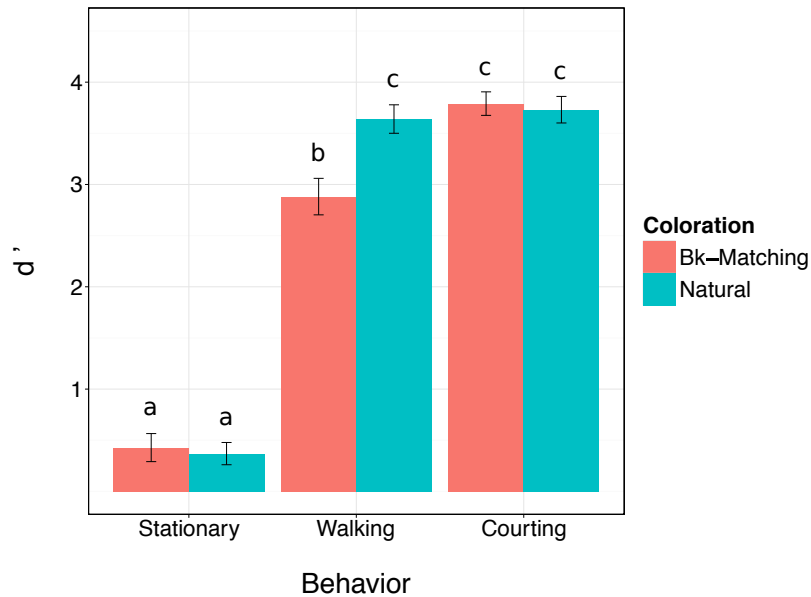 c
c
c
b
a
a
4
3
2
1
d ’
Stationary
Walking
Courting
Behavior
Coloration
Bk−Matching
Natural